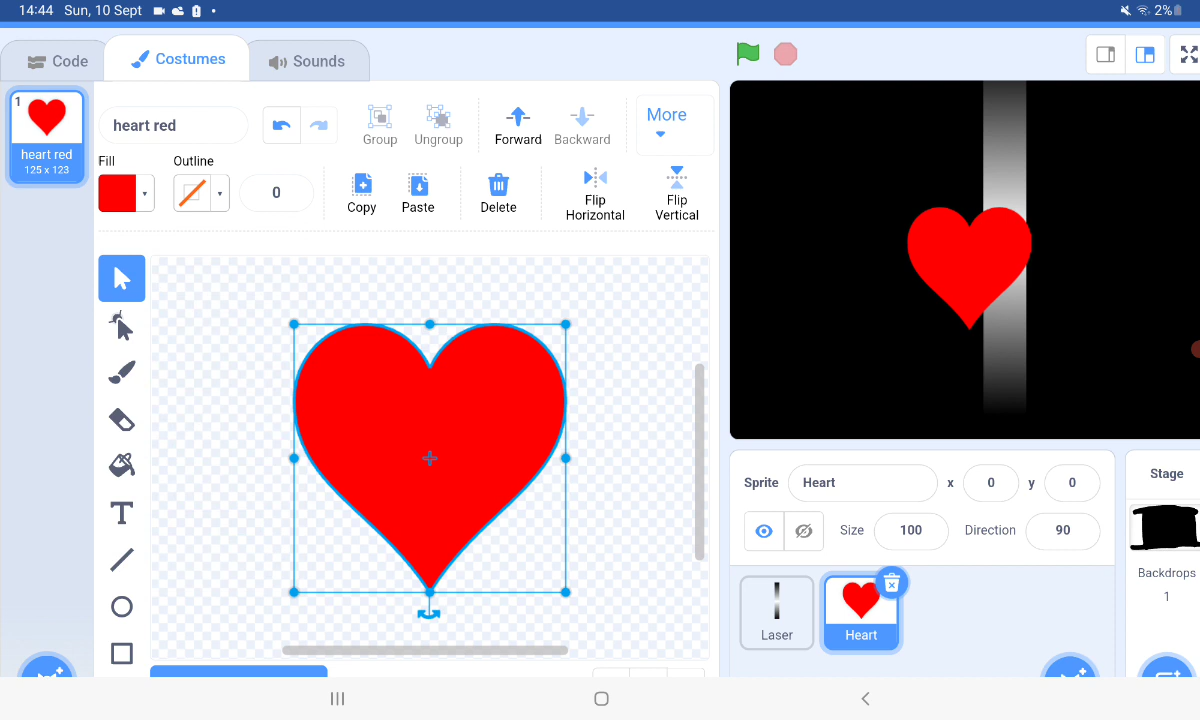 14:44 Sun, 10 Sept 2%
Code
Costumes
Sounds
1
heart red
125 x 123
heart red
Group
Ungroup
Forward
Backward
More
Fill
Outline
0
Copy
Paste
Delete
Flip
Horizontal
Flip
Vertical
T
Sprite Heart x 0 y 0
Size 100 Direction 90
Laser
Heart
Stage
Backdrops
1